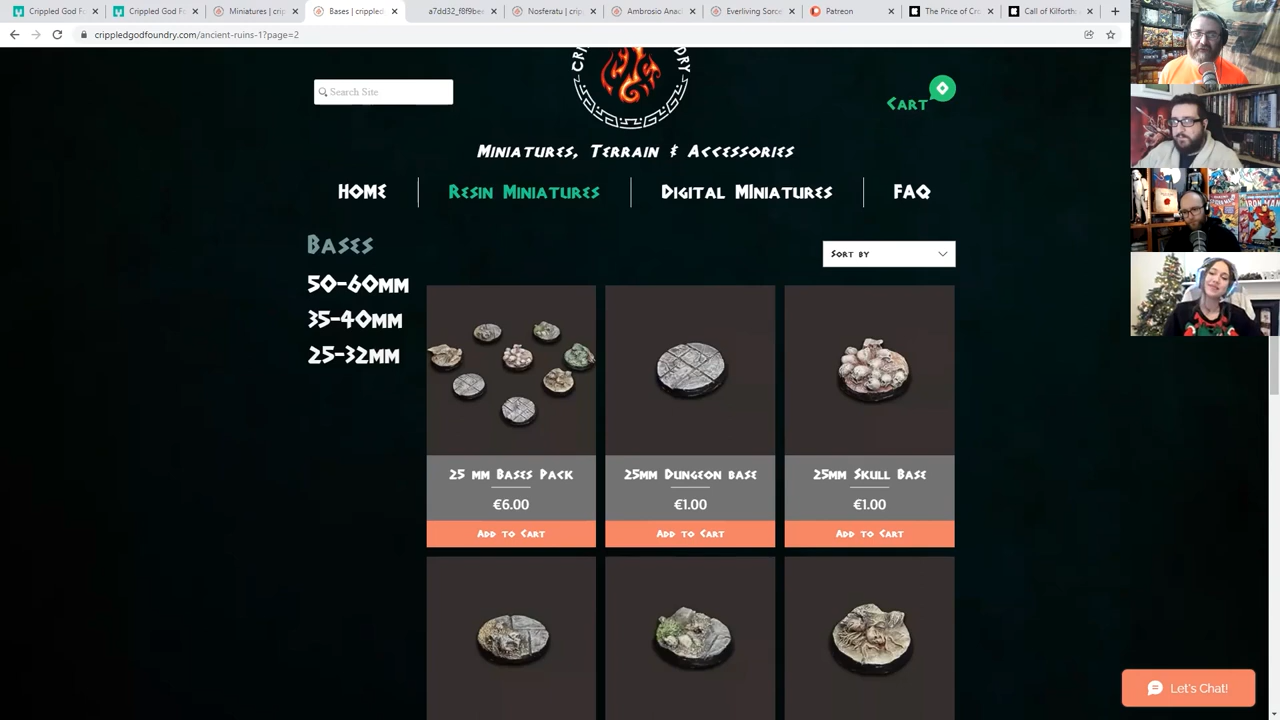 Crippled God Fo
Crippled God Fo
Miniatures | crip
Bases | crippled
a7dd32_f8f9bee
Nosferatu | crip
Ambrosio Anac
Everliving Sorce
Patreon
The Price of Cr
Call of Kilforth:
crippledgodfoundry.com/ancient-ruins-1?page=2
Search Site
Cart
0
Miniatures, Terrain & Accessories
HOME
Resin Miniatures
Digital Miniatures
FAQ
Bases
Sort by
50-60mm
35-40mm
25-32mm
25 mm Bases Pack
25mm Dungeon base
25mm Skull Base
€6.00
€1.00
€1.00
Add to Cart
Add to Cart
Add to Cart
Let's Chat!